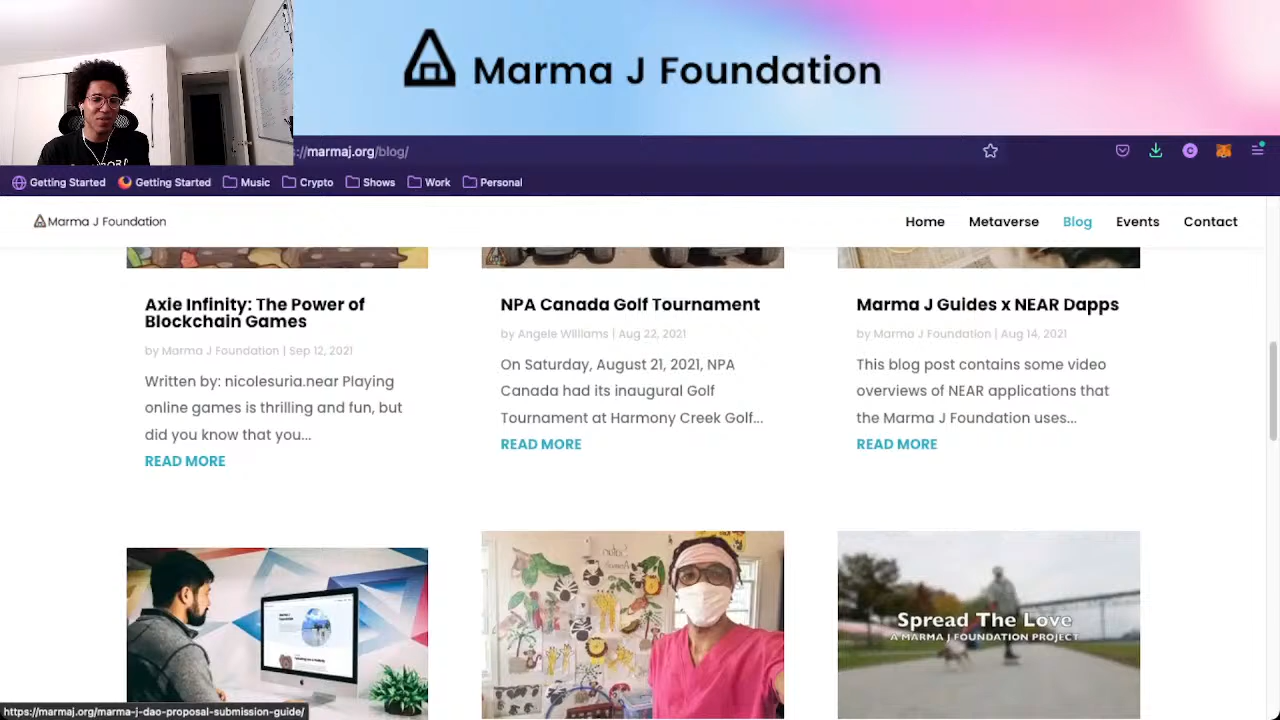 Marma J Foundation
://marmaj.org/blog/
Getting Started
Getting Started
Music
Crypto
Shows
Work
Personal
Marma J Foundation
Home
Metaverse
Blog
Events
Contact
Axie Infinity: The Power of
Blockchain Games
by Marma J Foundation | Sep 12, 2021
Written by: nicolesuria.near Playing
online games is thrilling and fun, but
did you know that you...
READ MORE
NPA Canada Golf Tournament
by Angele Williams | Aug 22, 2021
On Saturday, August 21, 2021, NPA
Canada had its inaugural Golf
Tournament at Harmony Creek Golf...
READ MORE
Marma J Guides x NEAR Dapps
by Marma J Foundation | Aug 14, 2021
This blog post contains some video
overviews of NEAR applications that
the Marma J Foundation uses...
READ MORE
Spread The Love
A MARMA J FOUNDATION PROJECT
https://marmaj.org/marma-j-dao-proposal-submission-guide/